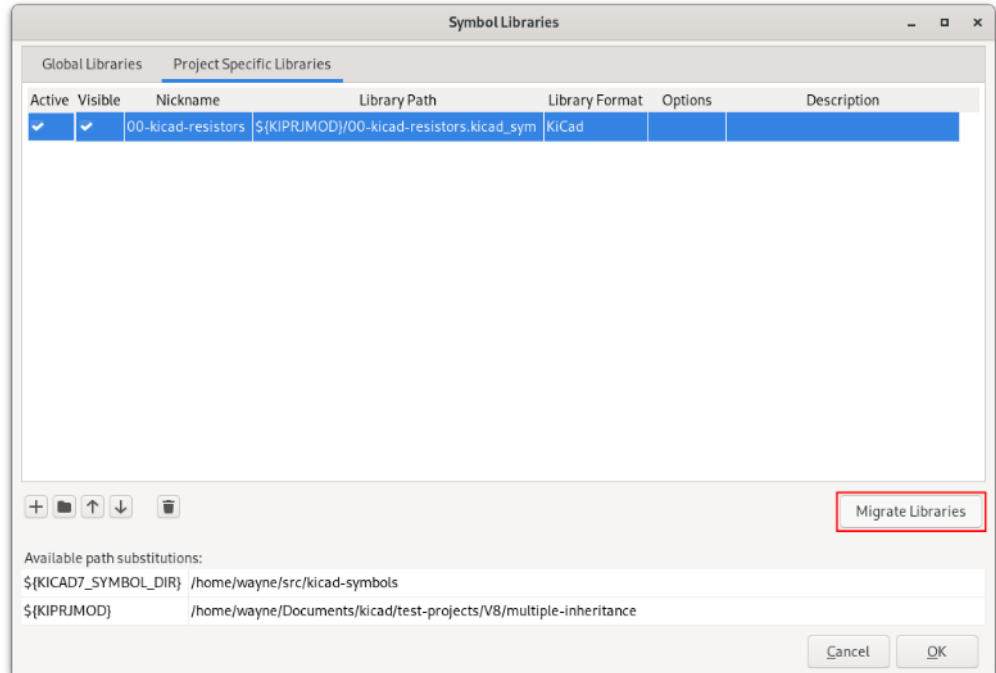 Symbol Libraries
Global Libraries Project Specific Libraries
Active Visible Nickname Library Path Library Format Options Description
00-kicad-resistors ${KIPRJMOD}/00-kicad-resistors.kicad_sym KiCad
Migrate Libraries
Available path substitutions:
${KICAD7_SYMBOL_DIR} /home/wayne/src/kicad-symbols
${KIPRJMOD} /home/wayne/Documents/kicad/test-projects/V8/multiple-inheritance
Cancel OK